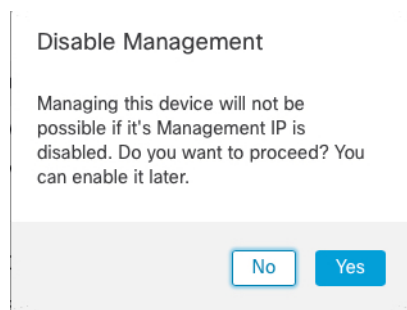 Disable Management
Managing this device will not be
possible if it's Management IP is
disabled. Do you want to proceed? You
can enable it later.
No
Yes